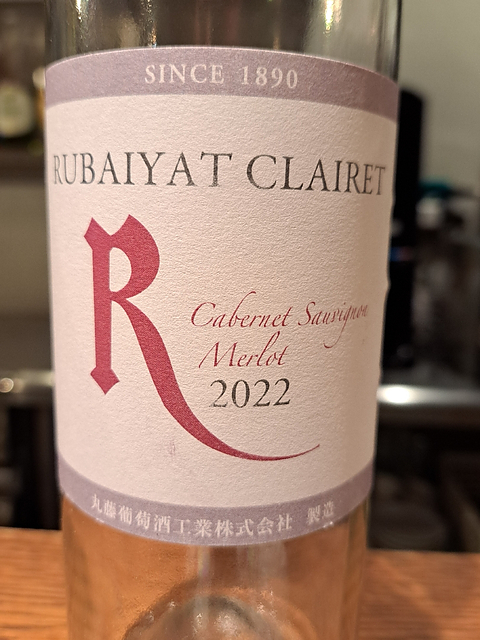 SINCE 1890
RUBAIYAT CLAIRET
R
Cabernet Sauvignon
Merlot
2022
丸藤葡萄酒工業株式会社 製造